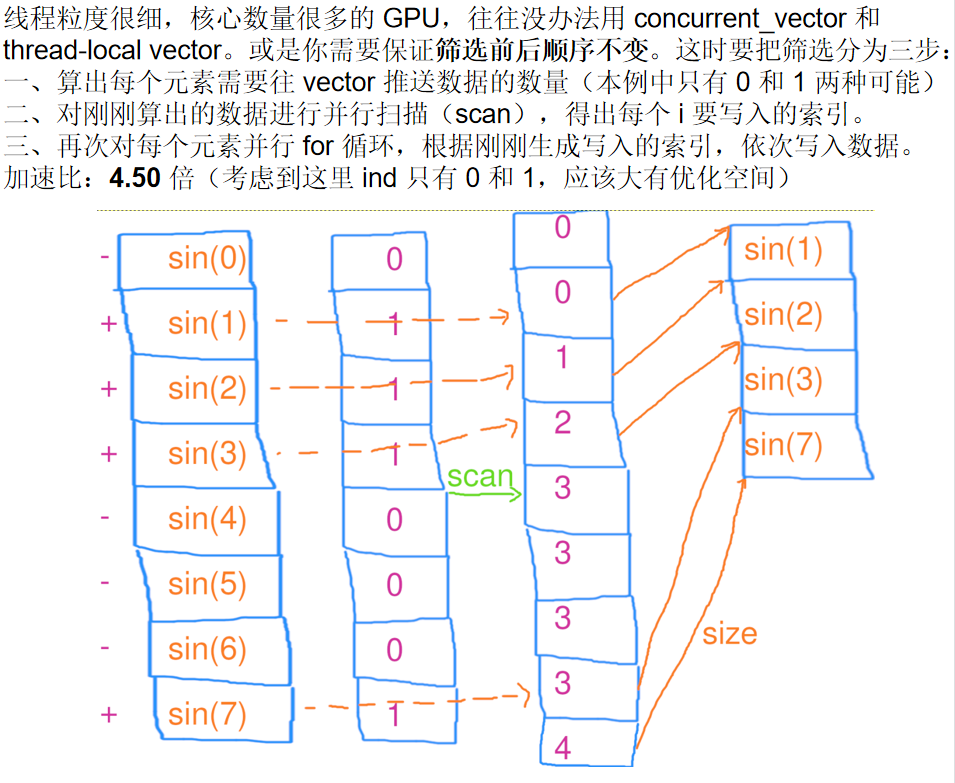 线程粒度很细，核心数量很多的 GPU，往往没办法用 concurrent_vector 和
thread-local vector。或是你需要保证筛选前后顺序不变。这时要把筛选分为三步：
一、算出每个元素需要往 vector 推送数据的数量（本例中只有 0 和 1 两种可能）
二、对刚刚算出的数据进行并行扫描（scan），得出每个 i 要写入的索引。
三、再次对每个元素并行 for 循环，根据刚刚生成写入的索引，依次写入数据。
加速比：4.50 倍（考虑到这里 ind 只有 0 和 1，应该大有优化空间）
- sin(0) 0 0 sin(1)
+ sin(1) 1 0 sin(2)
+ sin(2) 1 1 sin(3)
+ sin(3) 1 2 sin(7)
scan
- sin(4) 0 3
- sin(5) 0 3
- sin(6) 0 3 size
+ sin(7) 1 3
4